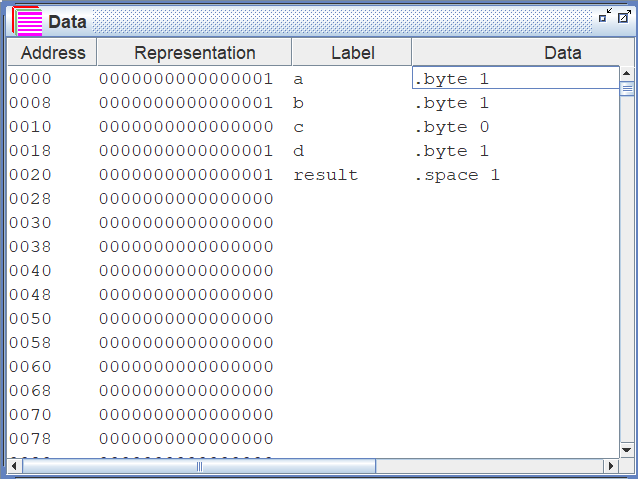 Data
Address Representation Label Data
0000 0000000000000001 a .byte 1
0008 0000000000000001 b .byte 1
0010 0000000000000000 c .byte 0
0018 0000000000000001 d .byte 1
0020 0000000000000001 result .space 1
0028 0000000000000000
0030 0000000000000000
0038 0000000000000000
0040 0000000000000000
0048 0000000000000000
0050 0000000000000000
0058 0000000000000000
0060 0000000000000000
0068 0000000000000000
0070 0000000000000000
0078 0000000000000000